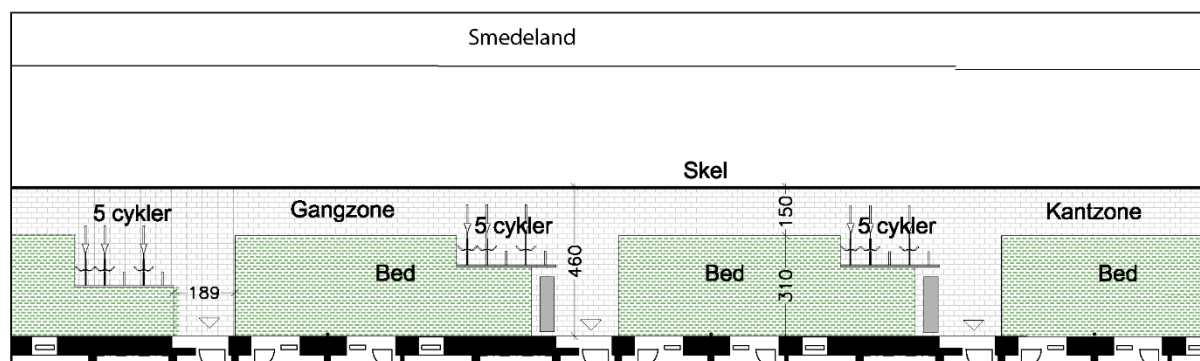 Smedeland
Skel
5 cykler
Gangzone
5 cykler
150
5 cykler
Kantzone
Bed
460
Bed
310
Bed
189